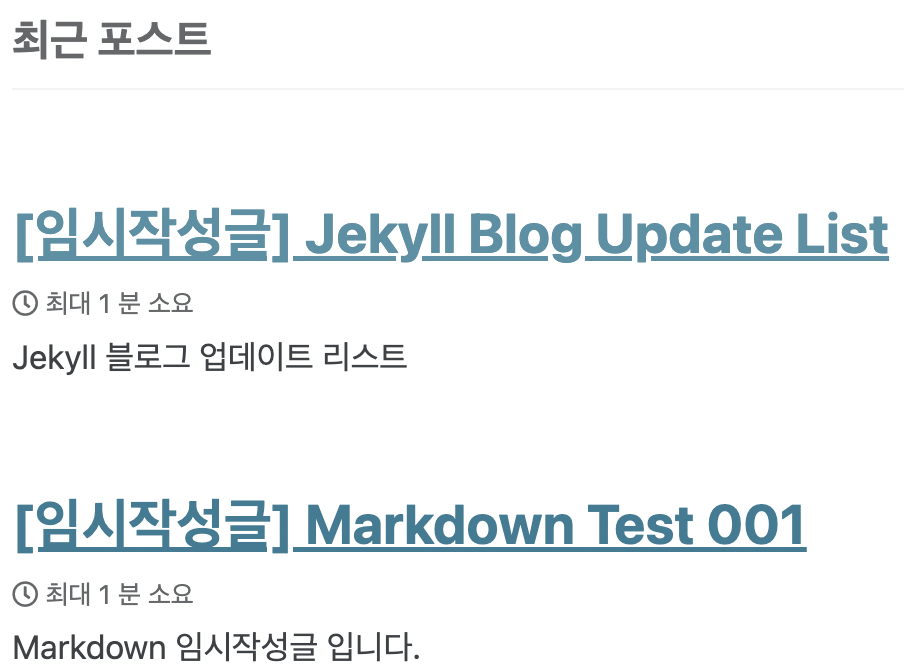 최근 포스트
[임시작성글] Jekyll Blog Update List
최대 1 분 소요
Jekyll 블로그 업데이트 리스트
[임시작성글] Markdown Test 001
최대 1 분 소요
Markdown 임시작성글 입니다.